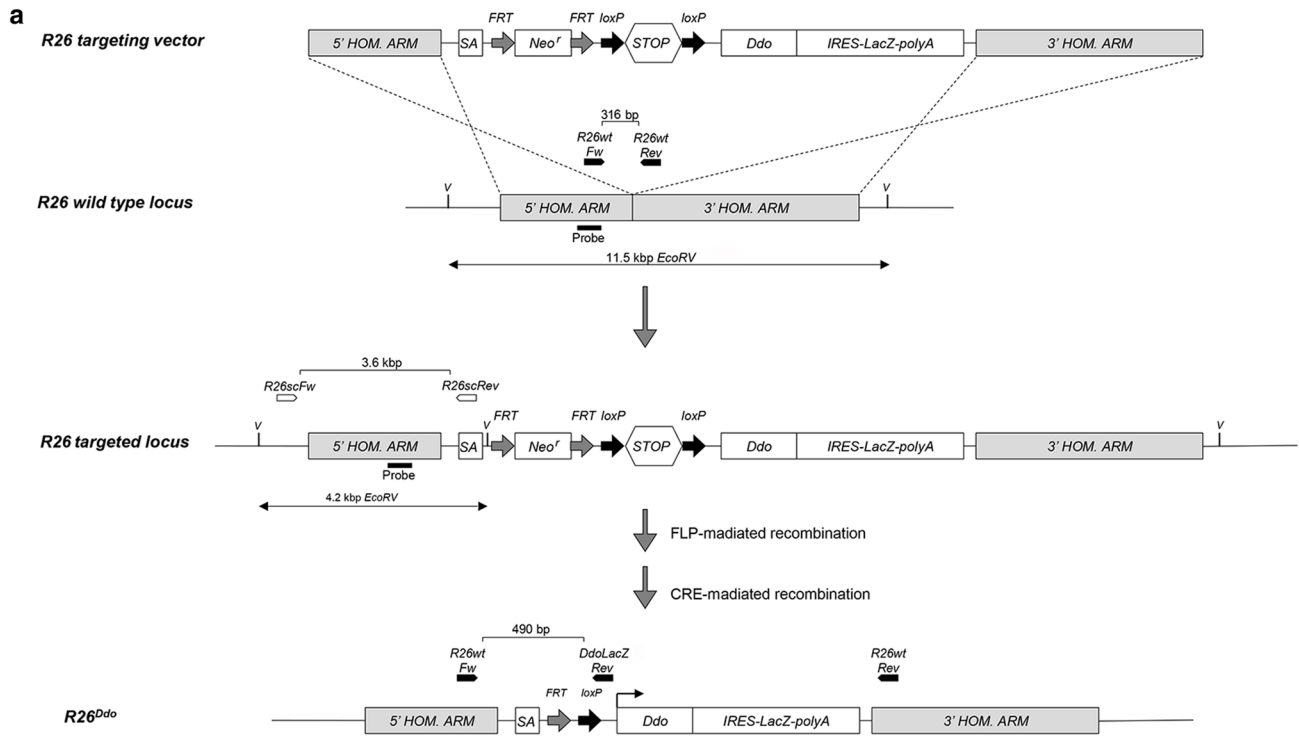 a
FRT FRT loxP loxP
R26 targeting vector 5' HOM. ARM SA Neo^r STOP Ddo IRES-LacZ-polyA 3' HOM. ARM
316 bp
R26wt R26wt
Fw Rev
V V
R26 wild type locus 5' HOM. ARM 3' HOM. ARM
Probe
11.5 kbp EcoRV
3.6 kbp
R26scFw R26scRev
V V FRT FRT loxP loxP V
R26 targeted locus 5' HOM. ARM SA Neo^r STOP Ddo IRES-LacZ-polyA 3' HOM. ARM
Probe
4.2 kbp EcoRV
FLP-madiated recombination
CRE-madiated recombination
490 bp
R26wt DdoLacZ R26wt
Fw Rev Rev
FRT loxP
R26^Ddo 5' HOM. ARM SA Ddo IRES-LacZ-polyA 3' HOM. ARM